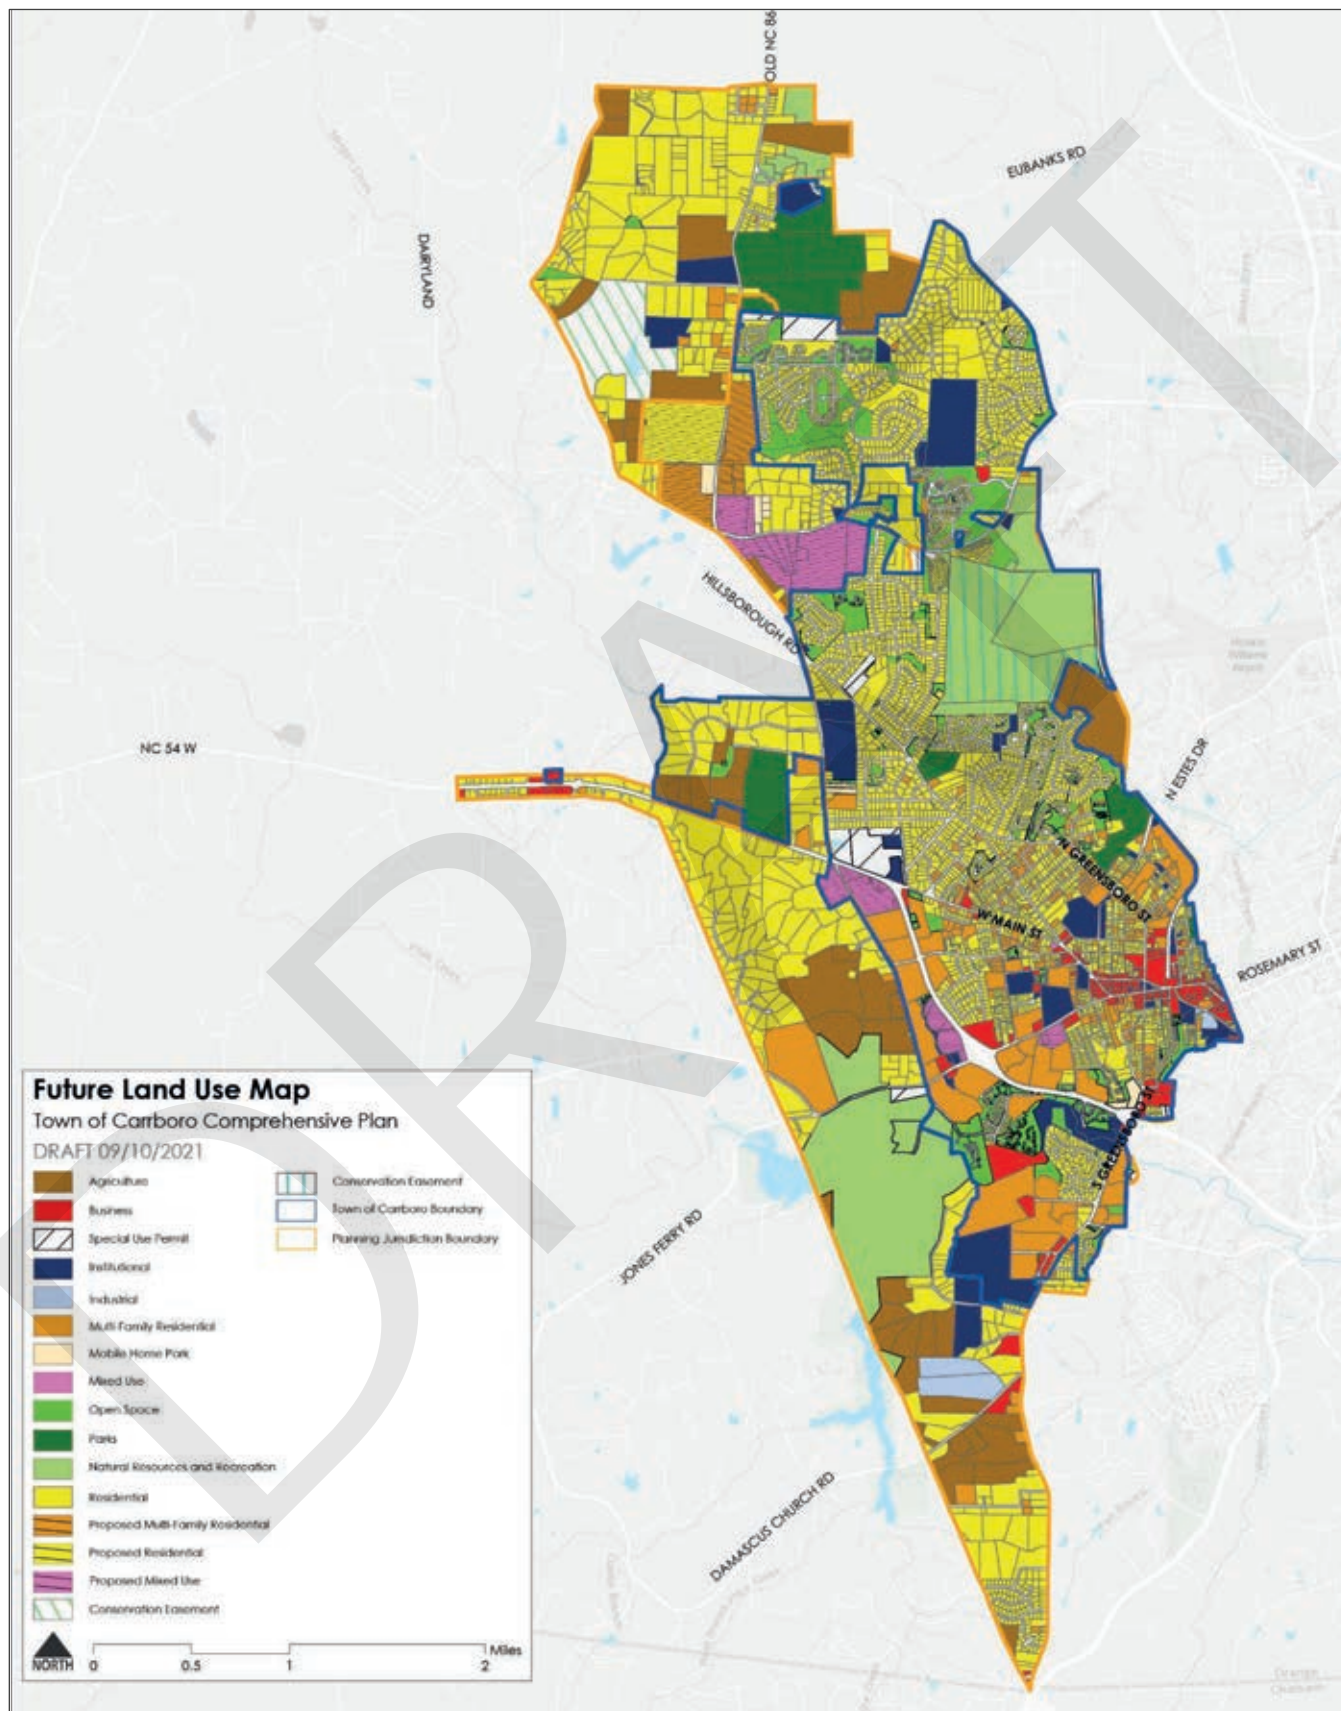 OLD NC 86
EUBANKS RD
DAIRYLAND
HILLSBOROUGH RD
NC 54 W
N ESTES DR
N GREENSBORO ST
W MAIN ST
ROSEMARY ST
S GREENSBORO ST
JONES FERRY RD
DAMASCUS CHURCH RD
DRAFT
Future Land Use Map
Town of Carrboro Comprehensive Plan
DRAFT 09/10/2021
Agriculture
Business
Special Use Permit
Institutional
Industrial
Multi-Family Residential
Mobile Home Park
Mixed Use
Open Space
Parks
Natural Resources and Recreation
Residential
Proposed Multi-Family Residential
Proposed Residential
Proposed Mixed Use
Conservation Easement
Conservation Easement
Town of Carrboro Boundary
Planning Jurisdiction Boundary
NORTH
0 0.5 1 2 Miles